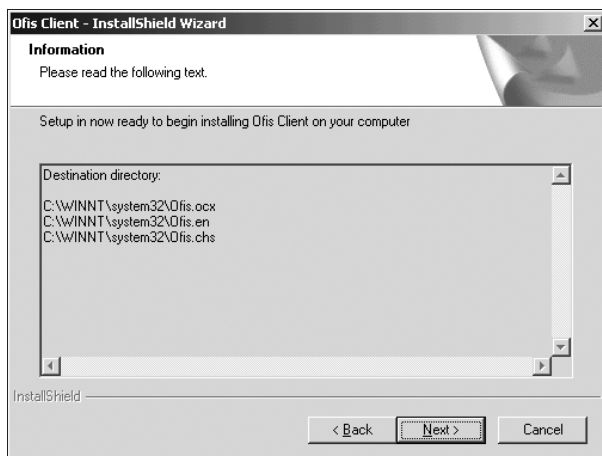 Ofis Client - InstallShield Wizard
Information
Please read the following text.
Setup in now ready to begin installing Ofis Client on your computer
Destination directory:
C:\WINNT\system32\Ofis.ocx
C:\WINNT\system32\Ofis.en
C:\WINNT\system32\Ofis.chs
InstallShield
< Back
Next >
Cancel